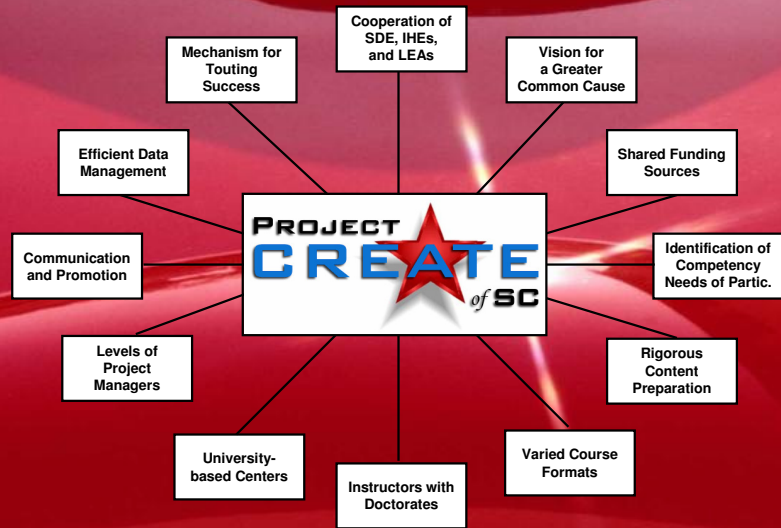 Cooperation of
SDE, IHEs,
and LEAs
Mechanism for
Touting
Success
Vision for
a Greater
Common Cause
Efficient Data
Management
Shared Funding
Sources
PROJECT
CREATE
of SC
Communication
and Promotion
Identification of
Competency
Needs of Partic.
Levels of
Project
Managers
Rigorous
Content
Preparation
University-
based Centers
Varied Course
Formats
Instructors with
Doctorates